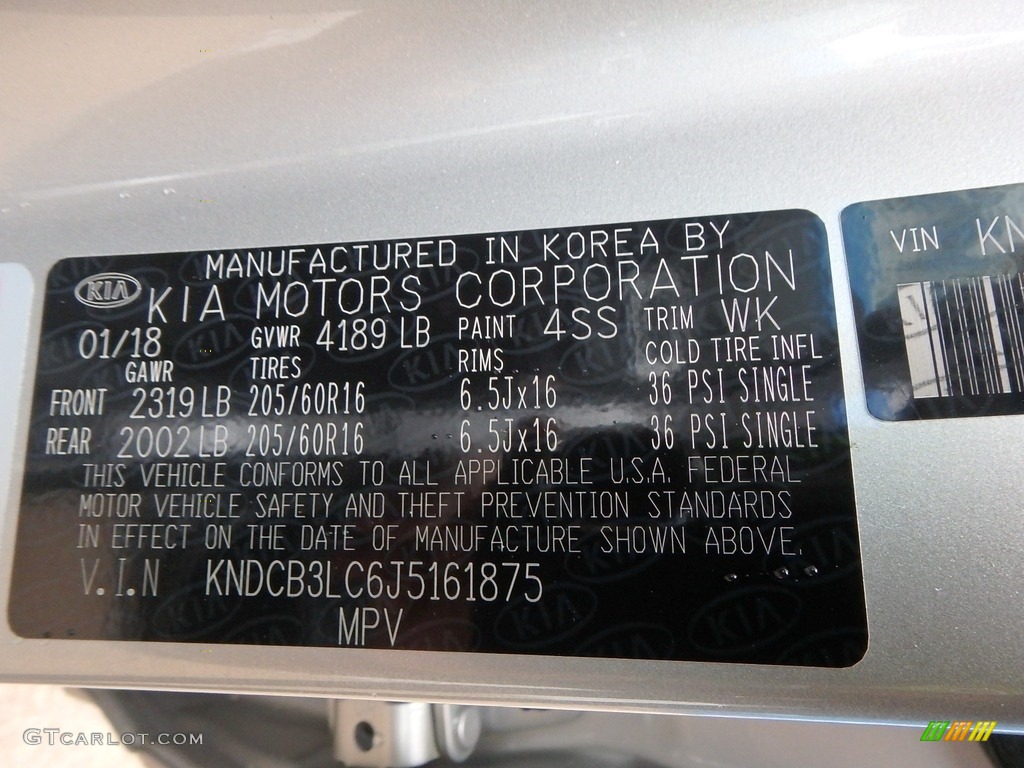 MANUFACTURED IN KOREA BY
KIA KIA MOTORS CORPORATION
01/18 GVWR 4189 LB PAINT 4SS TRIM WK
GAWR TIRES RIMS COLD TIRE INFL
FRONT 2319 LB 205/60R16 6.5Jx16 36 PSI SINGLE
REAR 2002 LB 205/60R16 6.5Jx16 36 PSI SINGLE
THIS VEHICLE CONFORMS TO ALL APPLICABLE U.S.A. FEDERAL
MOTOR VEHICLE SAFETY AND THEFT PREVENTION STANDARDS
IN EFFECT ON THE DATE OF MANUFACTURE SHOWN ABOVE.
V.I.N KNDCB3LC6J5161875
MPV
VIN KN
GTCARLOT.COM